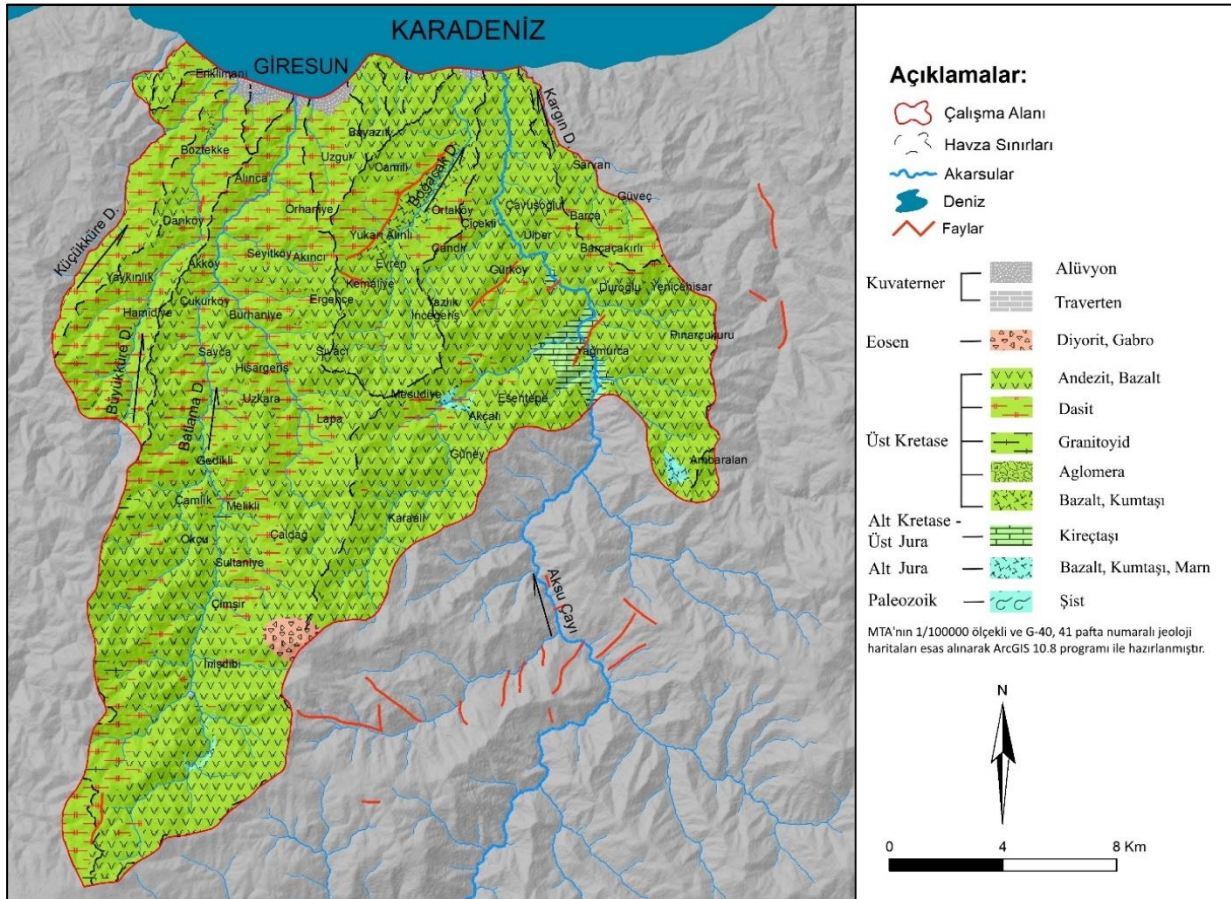 KARADENİZ
GİRESUN
Eriklimanı
Kargın D.
Bayazıt
Boztekke
Uzgur
Camili
Sarvan
Alınca
Boğacak D.
Güveç
Orhaniye
Ortaköy
Çavuşoğlu
Barça
Danköy
Çiçekli
Küçükküre D.
Yukarı Alınlı
Ülper
Seyitköy
Akıncı
Çandır
Barçaçakırlı
Akköy
Evren
Gürköy
Yaykınlık
Kemaliye
Duroğlu
Yenicehisar
Çukurköy
Ergence
Yazlık
Hamidiye
Burhaniye
İncegeriş
Pınarçukuru
Sayca
Sıvacı
Yağmurca
Hisargeriş
Büyükküre D.
Uzkara
Mesudiye
Esentepe
Batlama D.
Lapa
Akçalı
Güney
Gedikli
Ambaralan
Çamlık
Melikli
Karaali
Okçu
Çaldağ
Sultaniye
Aksu Çayı
Çimşir
İnişdibi
Açıklamalar:
Çalışma Alanı
Havza Sınırları
Akarsular
Deniz
Faylar
Kuvaterner
Alüvyon
Traverten
Eosen
Diyorit, Gabro
Üst Kretase
Andezit, Bazalt
Dasit
Granitoyid
Aglomera
Bazalt, Kumtaşı
Alt Kretase -
Üst Jura
Kireçtaşı
Alt Jura
Bazalt, Kumtaşı, Marn
Paleozoik
Şist
MTA'nın 1/100000 ölçekli ve G-40, 41 pafta numaralı jeoloji
haritaları esas alınarak ArcGIS 10.8 programı ile hazırlanmıştır.
N
0 4 8 Km